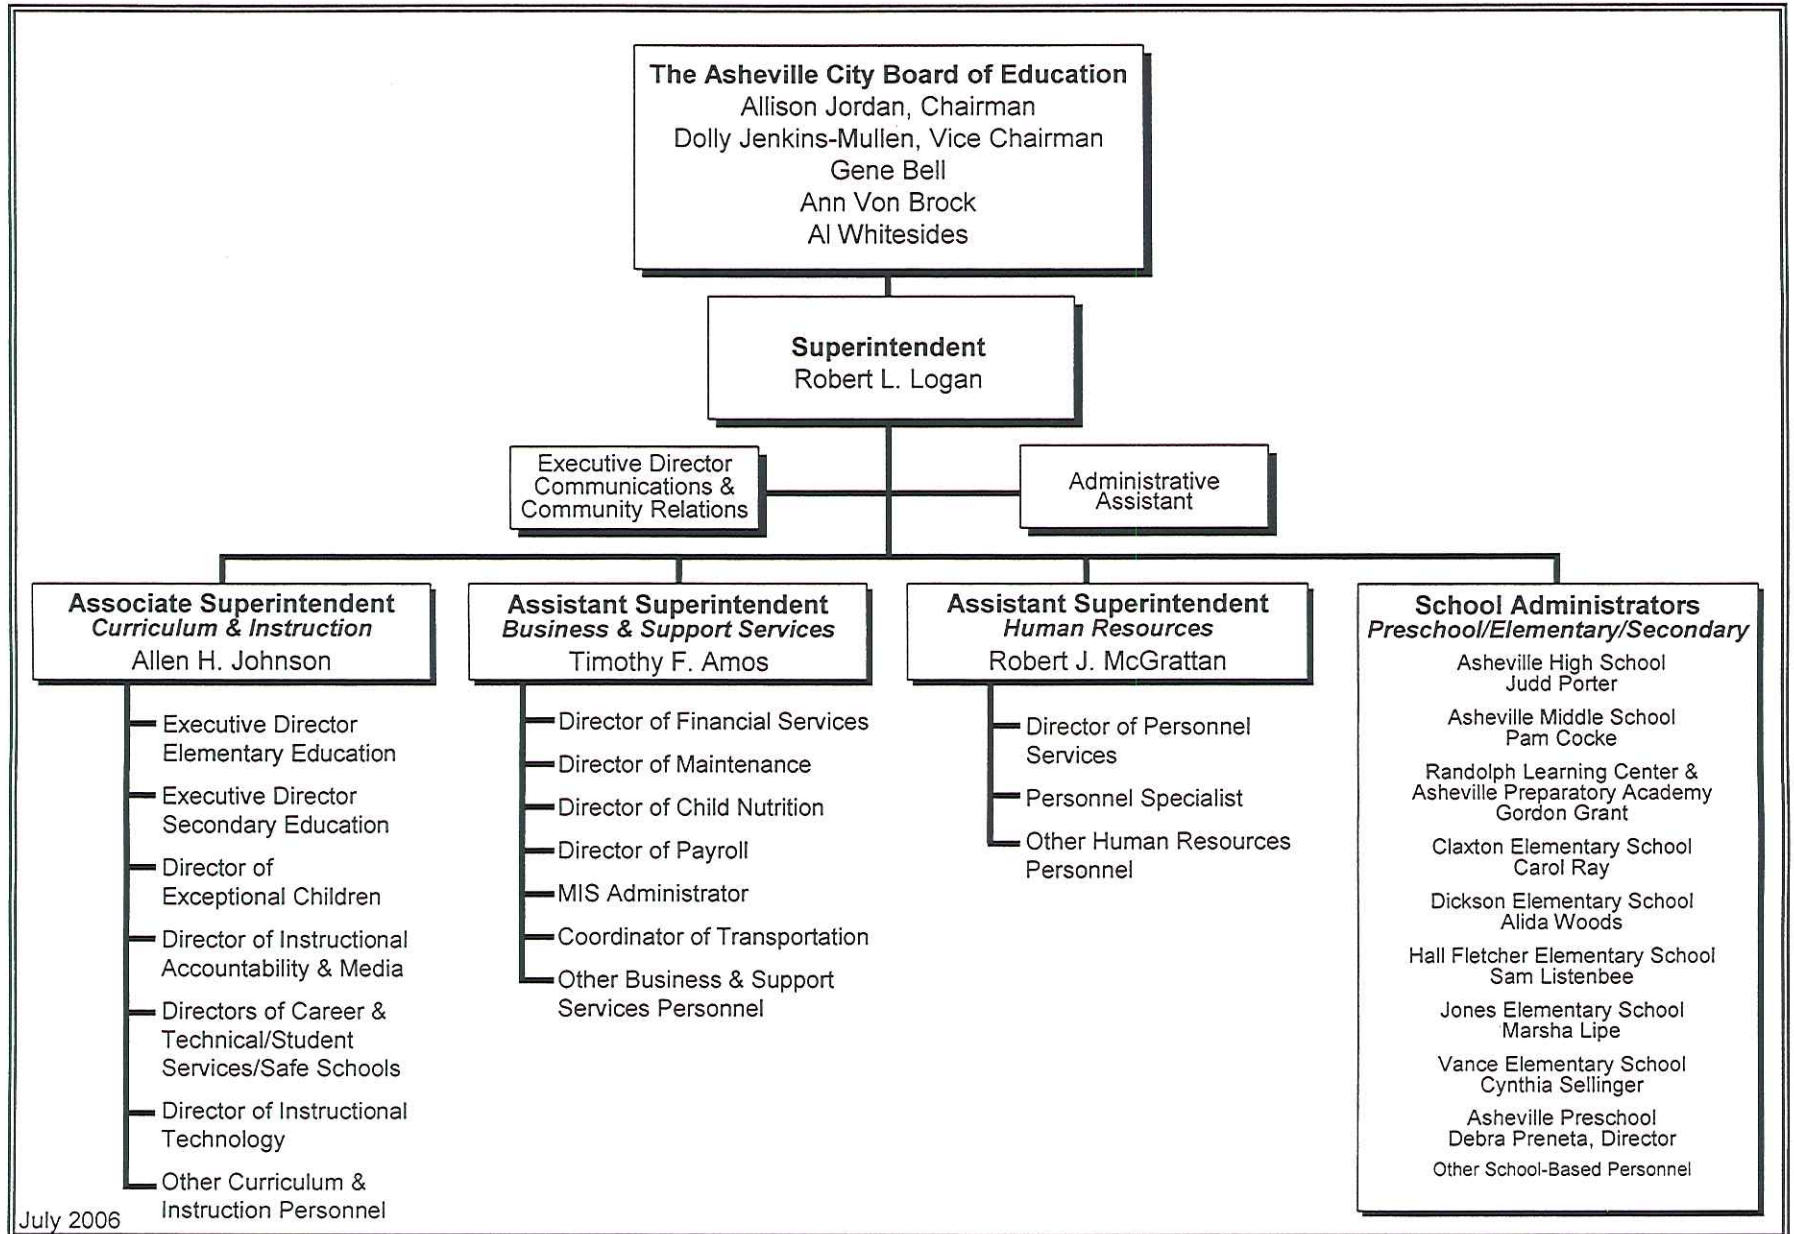 The Asheville City Board of Education
Allison Jordan, Chairman
Dolly Jenkins-Mullen, Vice Chairman
Gene Bell
Ann Von Brock
Al Whitesides
Superintendent
Robert L. Logan
Executive Director
Communications &
Community Relations
Administrative
Assistant
Associate Superintendent
Curriculum & Instruction
Allen H. Johnson
Executive Director
Elementary Education
Executive Director
Secondary Education
Director of
Exceptional Children
Director of Instructional
Accountability & Media
Directors of Career &
Technical/Student
Services/Safe Schools
Director of Instructional
Technology
Other Curriculum &
Instruction Personnel
Assistant Superintendent
Business & Support Services
Timothy F. Amos
Director of Financial Services
Director of Maintenance
Director of Child Nutrition
Director of Payroll
MIS Administrator
Coordinator of Transportation
Other Business & Support
Services Personnel
Assistant Superintendent
Human Resources
Robert J. McGrattan
Director of Personnel
Services
Personnel Specialist
Other Human Resources
Personnel
School Administrators
Preschool/Elementary/Secondary
Asheville High School
Judd Porter
Asheville Middle School
Pam Cocke
Randolph Learning Center &
Asheville Preparatory Academy
Gordon Grant
Claxton Elementary School
Carol Ray
Dickson Elementary School
Alida Woods
Hall Fletcher Elementary School
Sam Listenbee
Jones Elementary School
Marsha Lipe
Vance Elementary School
Cynthia Sellinger
Asheville Preschool
Debra Preneta, Director
Other School-Based Personnel
July 2006